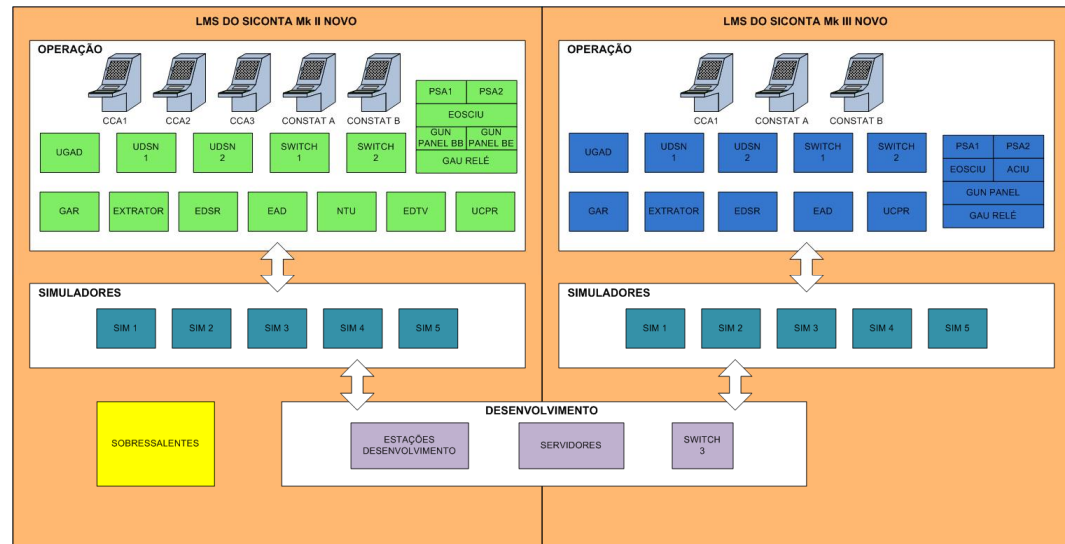 LMS DO SICONTA Mk II NOVO
OPERAÇÃO
CCA1
CCA2
CCA3
CONSTAT A
CONSTAT B
PSA1
PSA2
EOSCIU
GUN
PANEL BB
GUN
PANEL BE
GAU RELÉ
UGAD
UDSN
1
UDSN
2
SWITCH
1
SWITCH
2
GAR
EXTRATOR
EDSR
EAD
NTU
EDTV
UCPR
SIMULADORES
SIM 1
SIM 2
SIM 3
SIM 4
SIM 5
LMS DO SICONTA Mk III NOVO
OPERAÇÃO
CCA1
CONSTAT A
CONSTAT B
UGAD
UDSN
1
UDSN
2
SWITCH
1
SWITCH
2
PSA1
PSA2
EOSCIU
ACIU
GUN PANEL
GAU RELÉ
GAR
EXTRATOR
EDSR
EAD
UCPR
SIMULADORES
SIM 1
SIM 2
SIM 3
SIM 4
SIM 5
SOBRESSALENTES
DESENVOLVIMENTO
ESTAÇÕES
DESENVOLVIMENTO
SERVIDORES
SWITCH
3